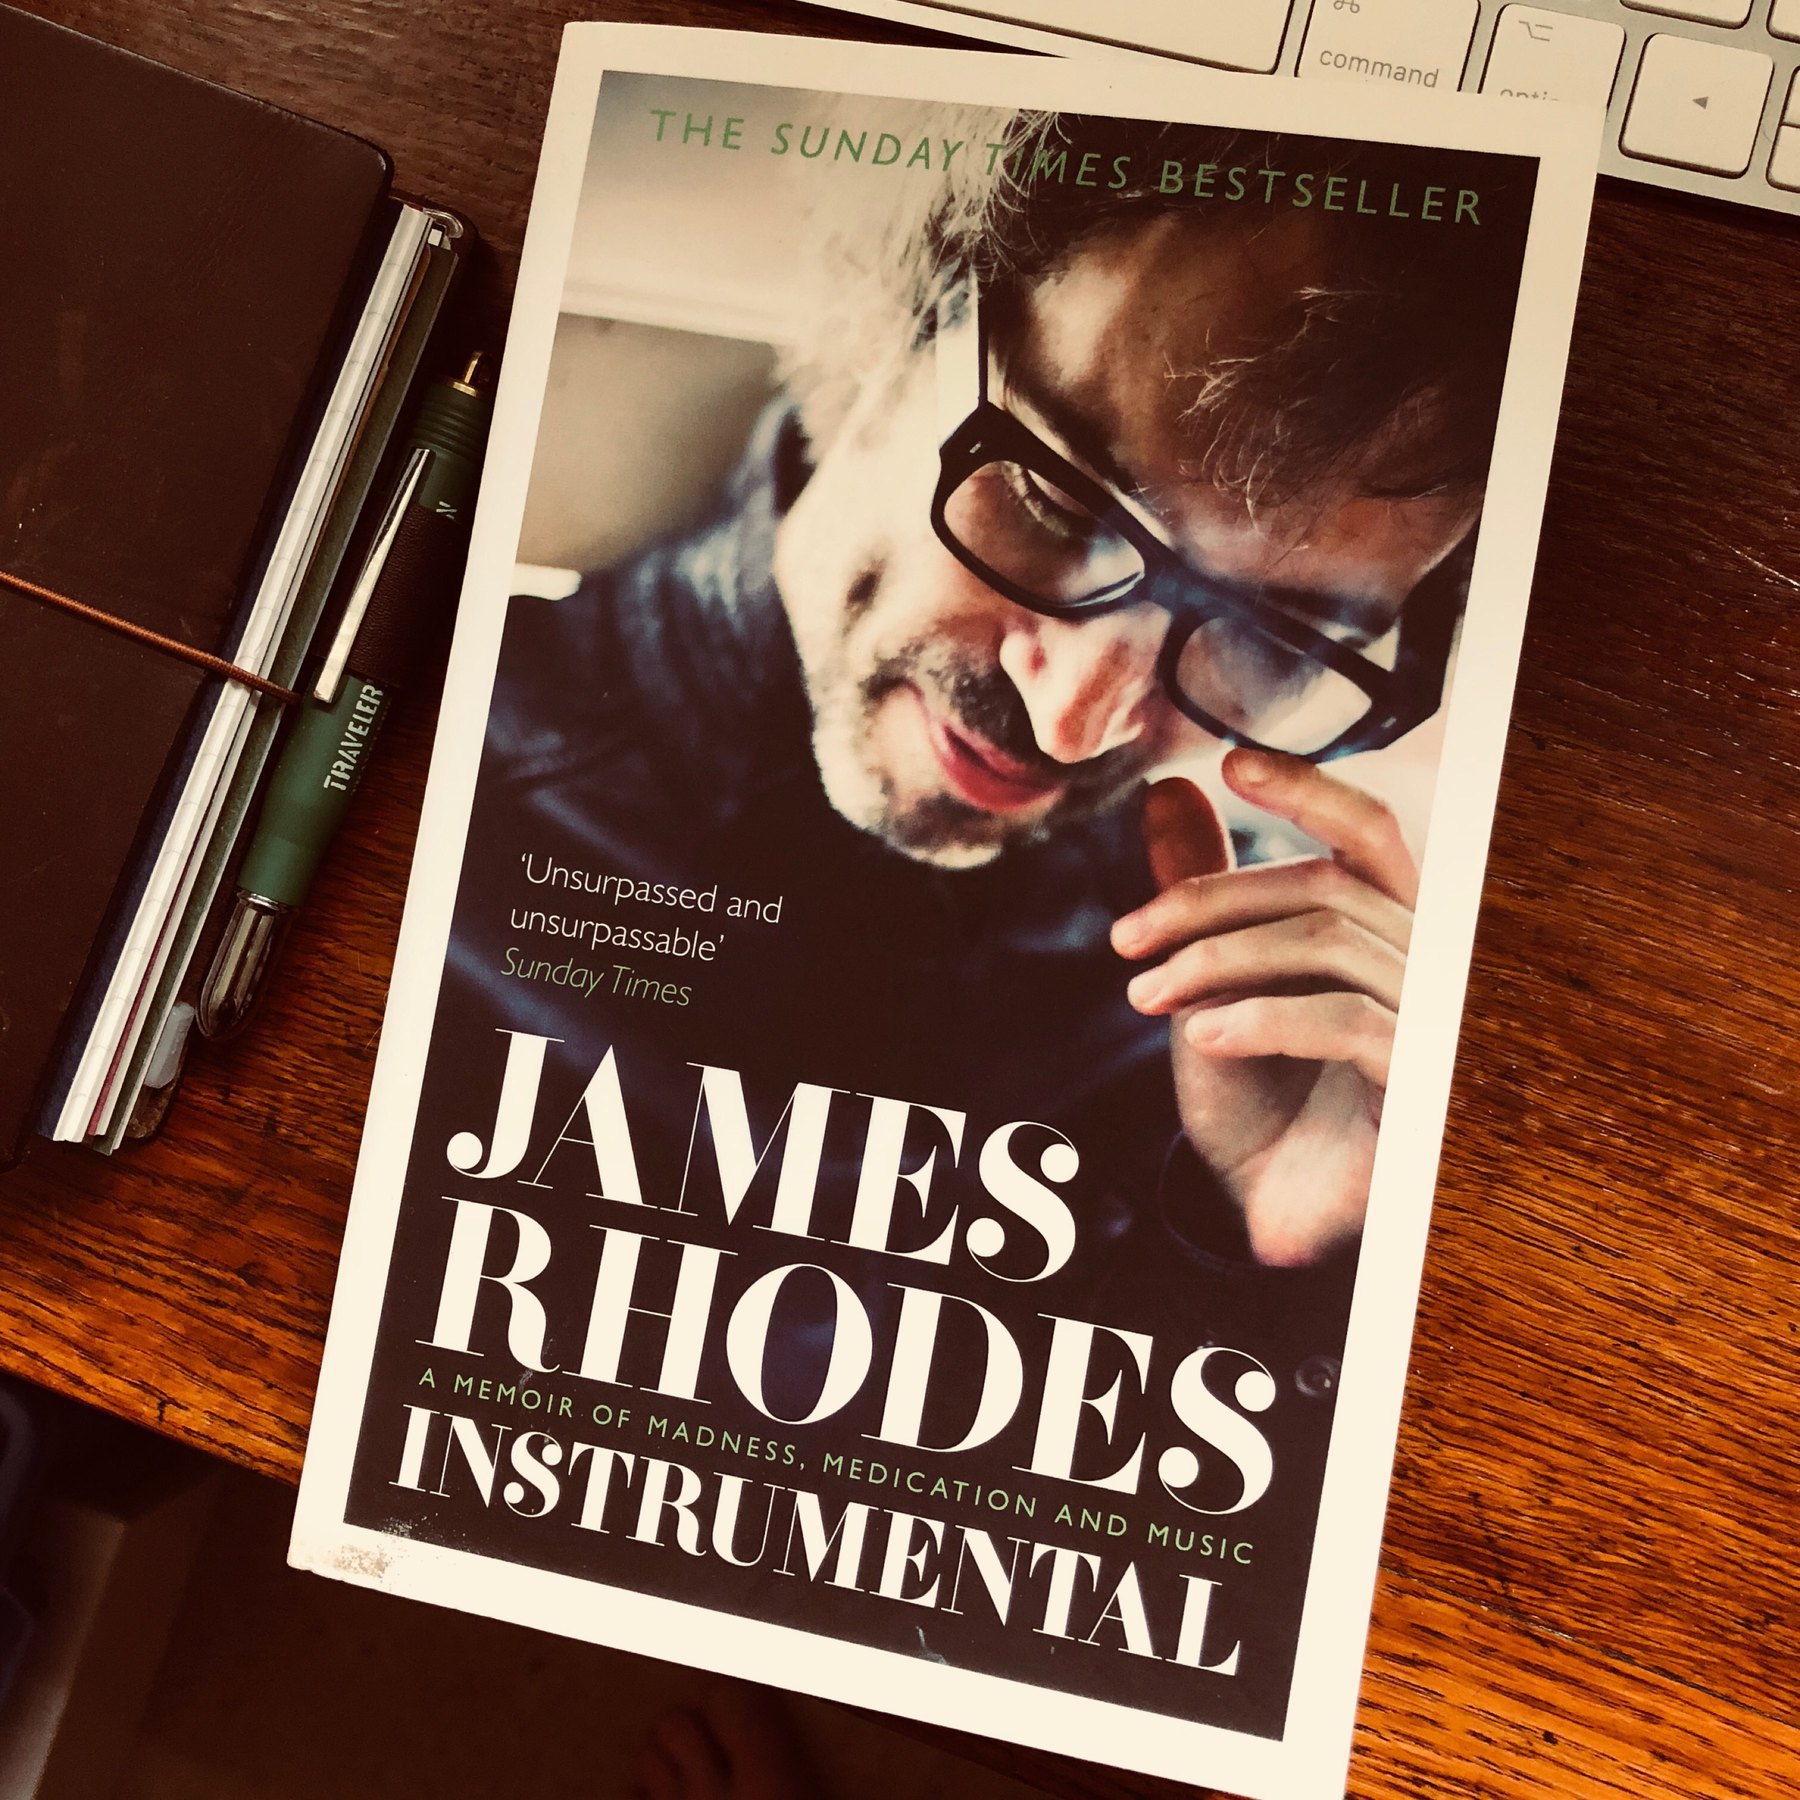 ⌘
command
◄
THE SUNDAY TIMES BESTSELLER
TRAVELER
‘Unsurpassed and
unsurpassable’
Sunday Times
JAMES
RHODES
A MEMOIR OF MADNESS, MEDICATION AND MUSIC
INSTRUMENTAL